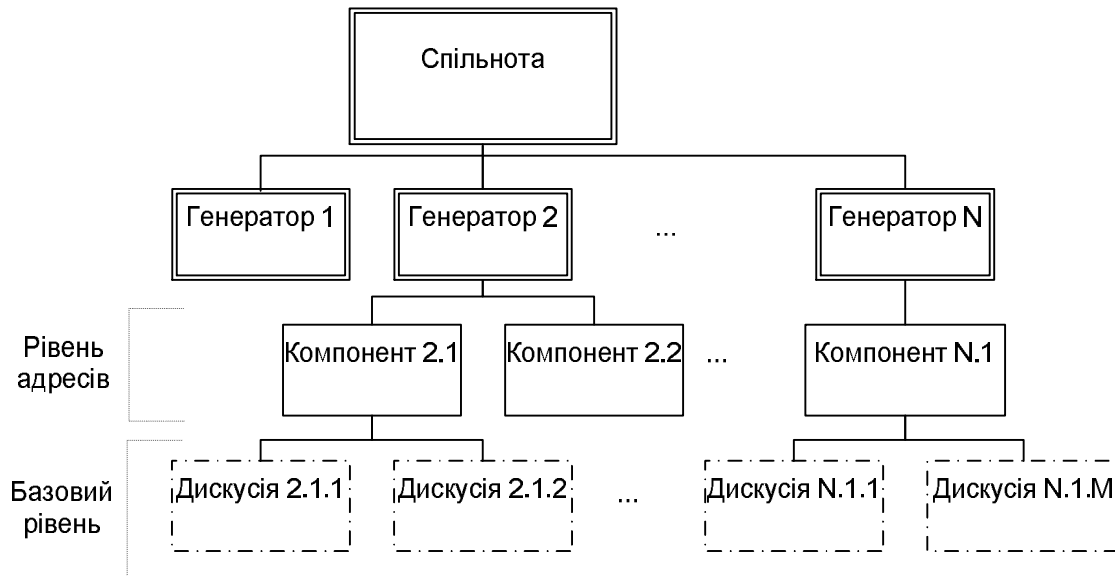 Спільнота
Генератор 1
Генератор 2
...
Генератор N
Рівень
адресів
Компонент 2.1
Компонент 2.2
...
Компонент N.1
Базовий
рівень
Дискусія 2.1.1
Дискусія 2.1.2
...
Дискусія N.1.1
Дискусія N.1.M